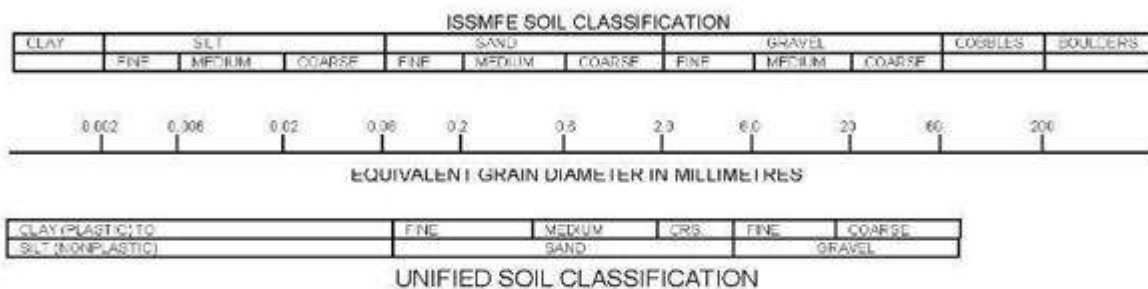 ISSMFE SOIL CLASSIFICATION
CLAY SILT SAND GRAVEL COBBLES BOULDERS
FINE MEDIUM COARSE FINE MEDIUM COARSE FINE MEDIUM COARSE
0.002 0.006 0.02 0.06 0.2 0.6 2.0 6.0 20 60 200
EQUIVALENT GRAIN DIAMETER IN MILLIMETRES
CLAY (PLASTIC) TO FINE MEDIUM CRS. FINE COARSE
SILT (NONPLASTIC) SAND GRAVEL
UNIFIED SOIL CLASSIFICATION